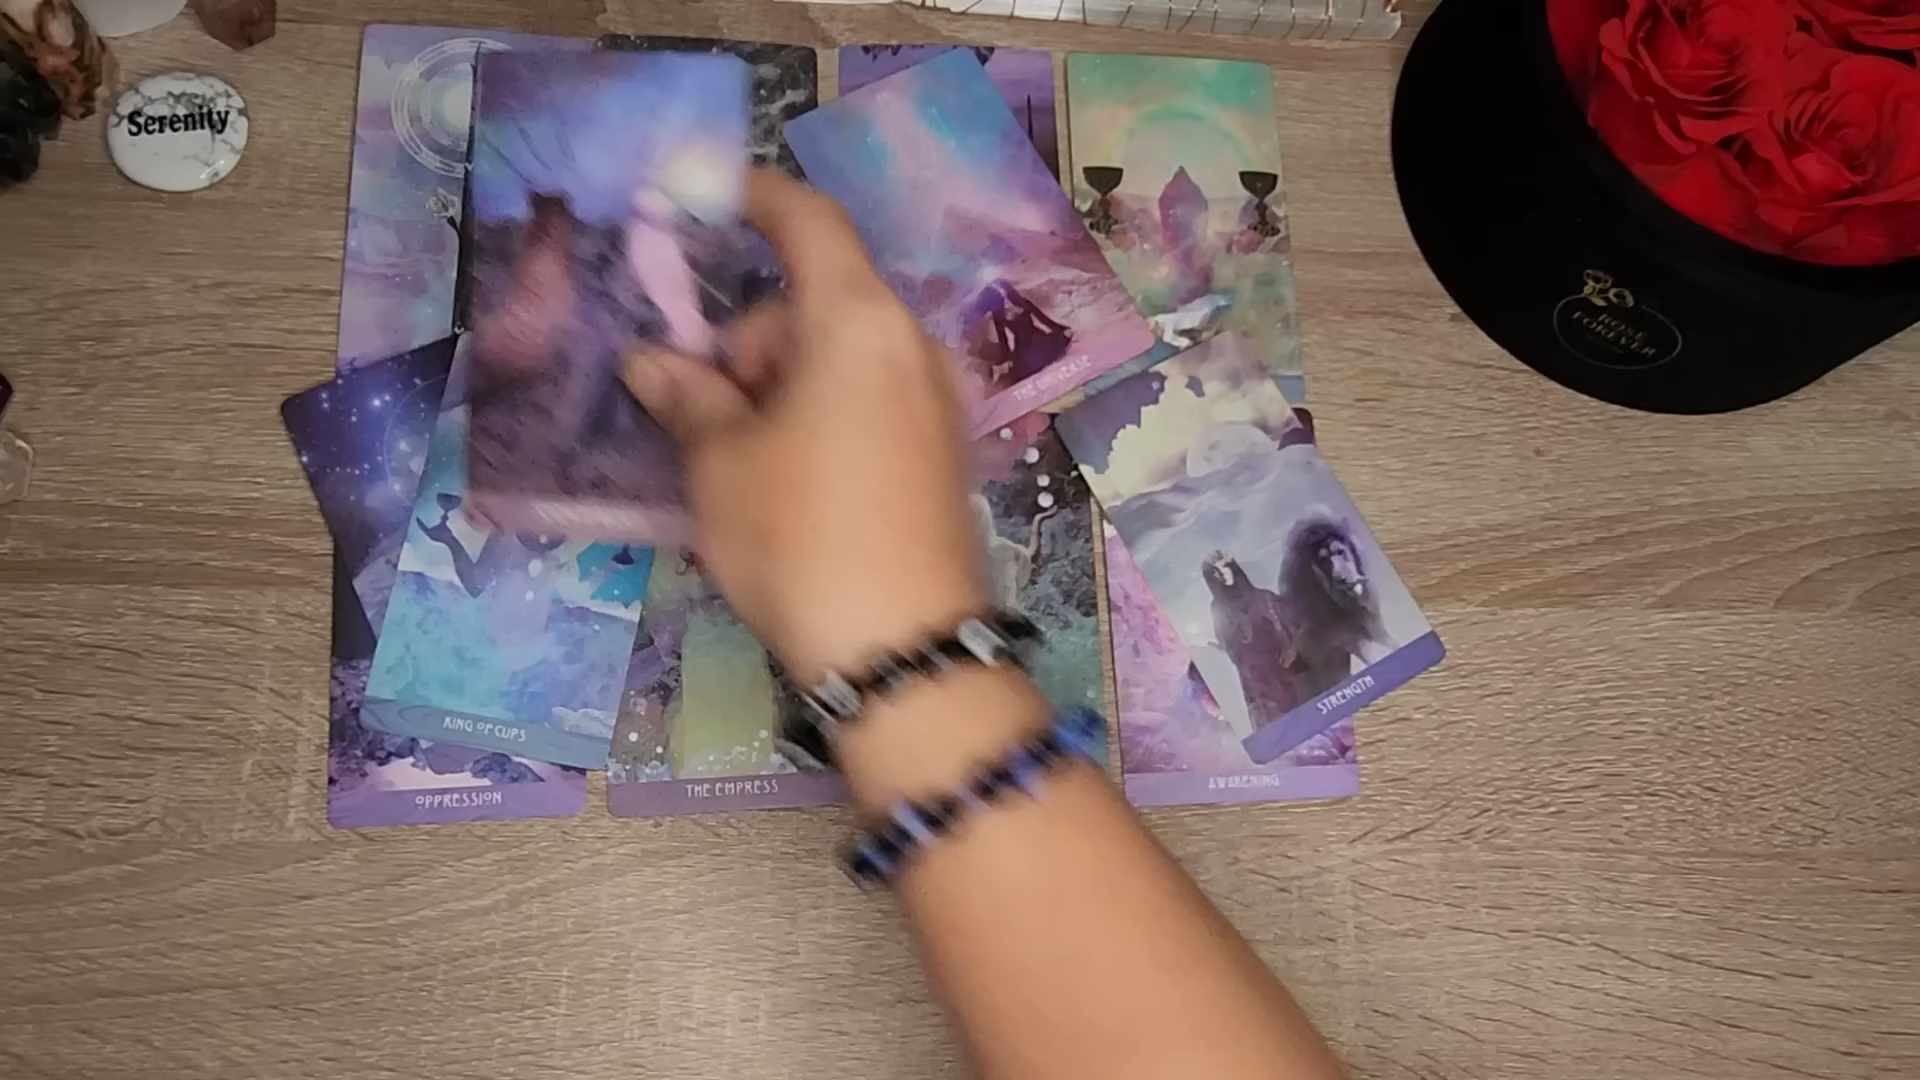 Serenity
THE UNIVERSE
ROSE
FOREVER
STRENGTH
KING OF CUPS
OPPRESSION
THE EMPRESS
AWAKENING